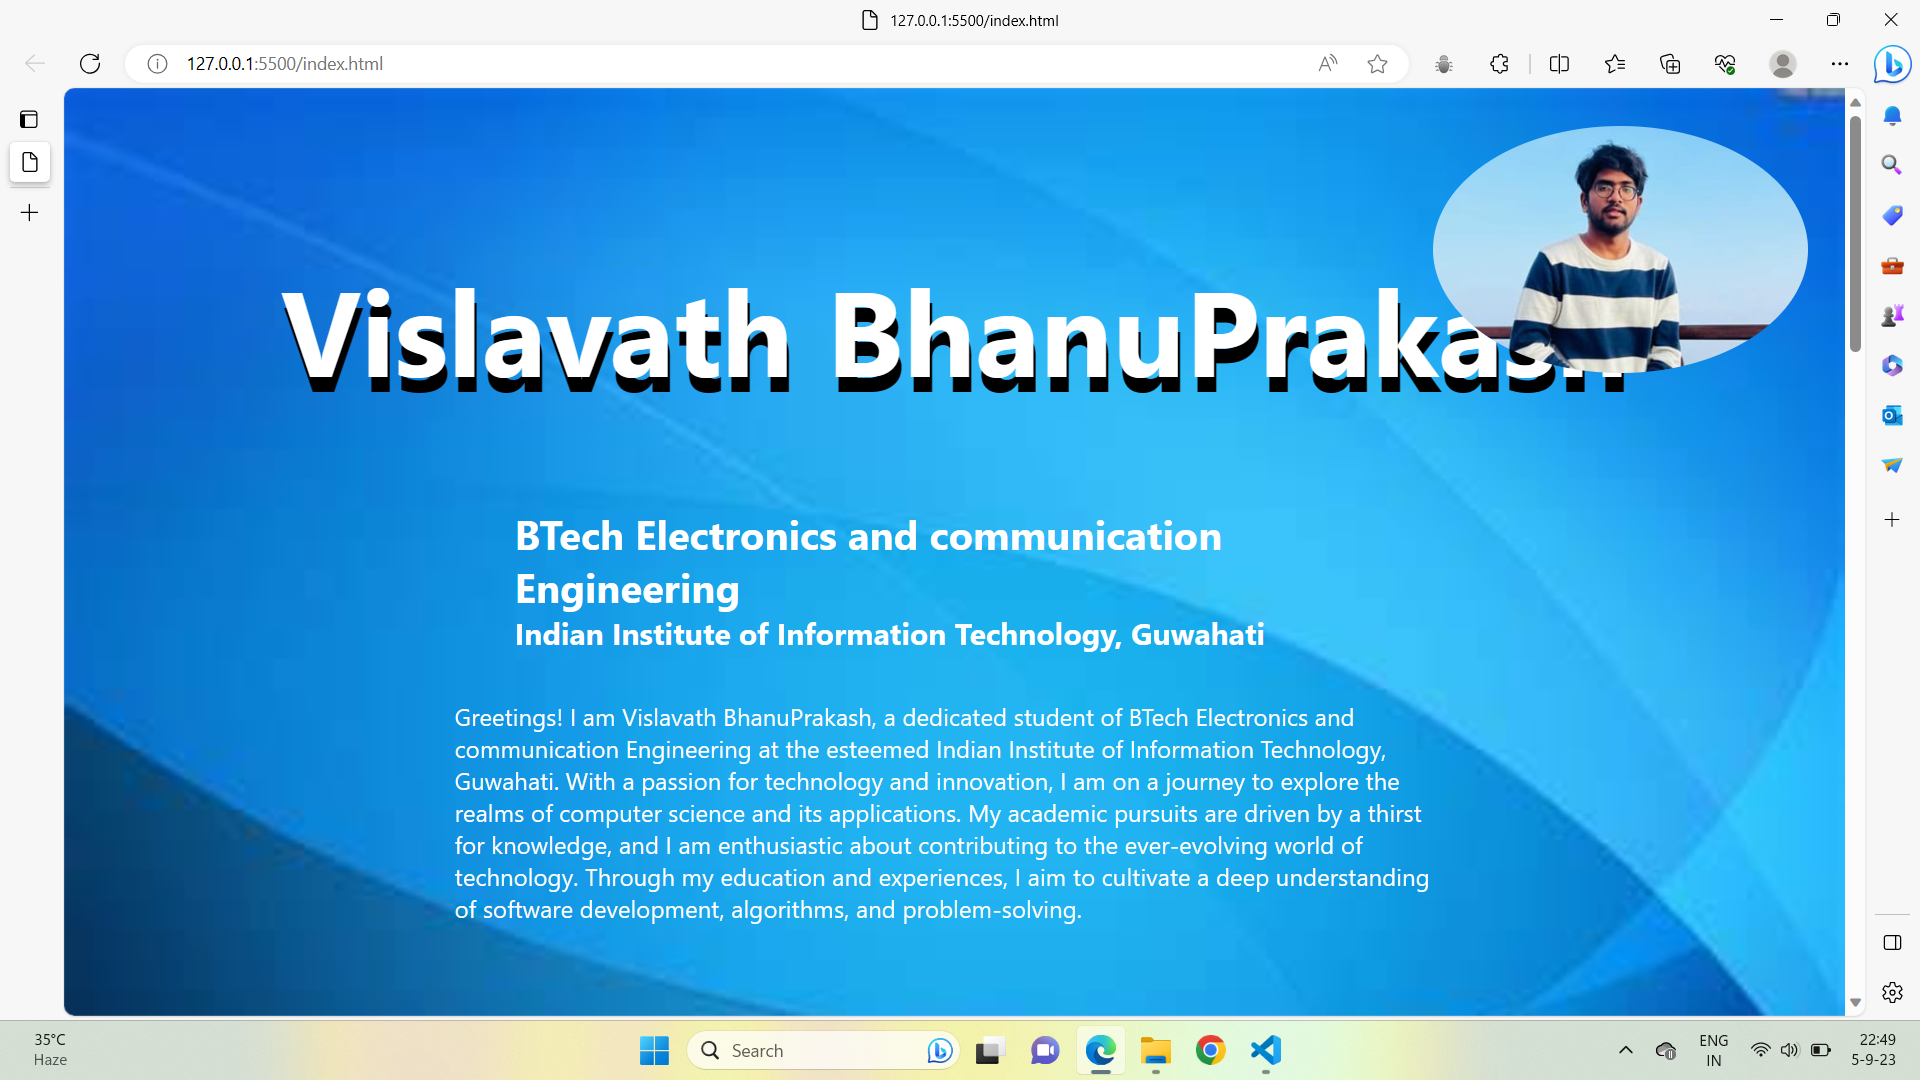 127.0.0.1:5500/index.html
127.0.0.1:5500/index.html
Vislavath BhanuPrakash
BTech Electronics and communication
Engineering
Indian Institute of Information Technology, Guwahati
Greetings! I am Vislavath BhanuPrakash, a dedicated student of BTech Electronics and
communication Engineering at the esteemed Indian Institute of Information Technology,
Guwahati. With a passion for technology and innovation, I am on a journey to explore the
realms of computer science and its applications. My academic pursuits are driven by a thirst
for knowledge, and I am enthusiastic about contributing to the ever-evolving world of
technology. Through my education and experiences, I aim to cultivate a deep understanding
of software development, algorithms, and problem-solving.
35°C
Haze
Search
ENG
IN
22:49
5-9-23